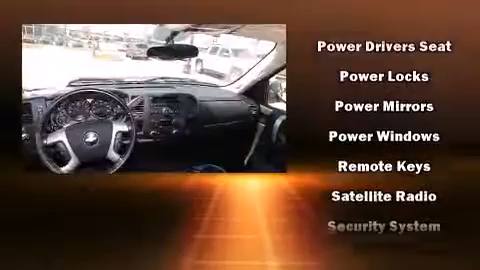 Power Drivers Seat
Power Locks
Power Mirrors
Power Windows
Remote Keys
Satellite Radio
Security System